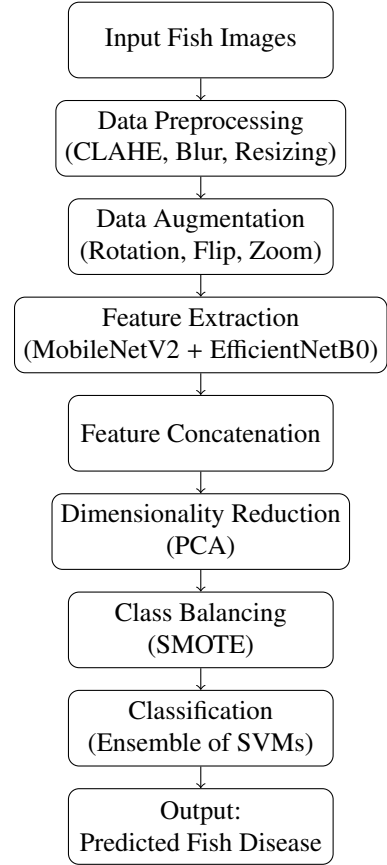 Input Fish Images
Data Preprocessing
(CLAHE, Blur, Resizing)
Data Augmentation
(Rotation, Flip, Zoom)
Feature Extraction
(MobileNetV2 + EfficientNetB0)
Feature Concatenation
Dimensionality Reduction
(PCA)
Class Balancing
(SMOTE)
Classification
(Ensemble of SVMs)
Output:
Predicted Fish Disease